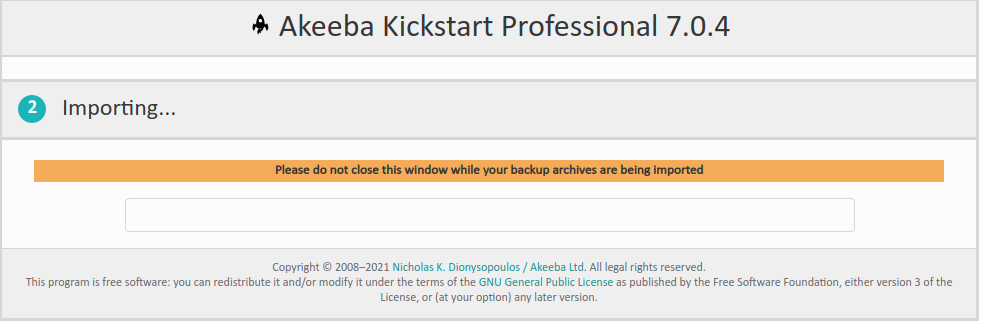 Akeeba Kickstart Professional 7.0.4
2 Importing...
Please do not close this window while your backup archives are being imported
Copyright © 2008–2021 Nicholas K. Dionysopoulos / Akeeba Ltd. All legal rights reserved.
This program is free software: you can redistribute it and/or modify it under the terms of the GNU General Public License as published by the Free Software Foundation, either version 3 of the
License, or (at your option) any later version.